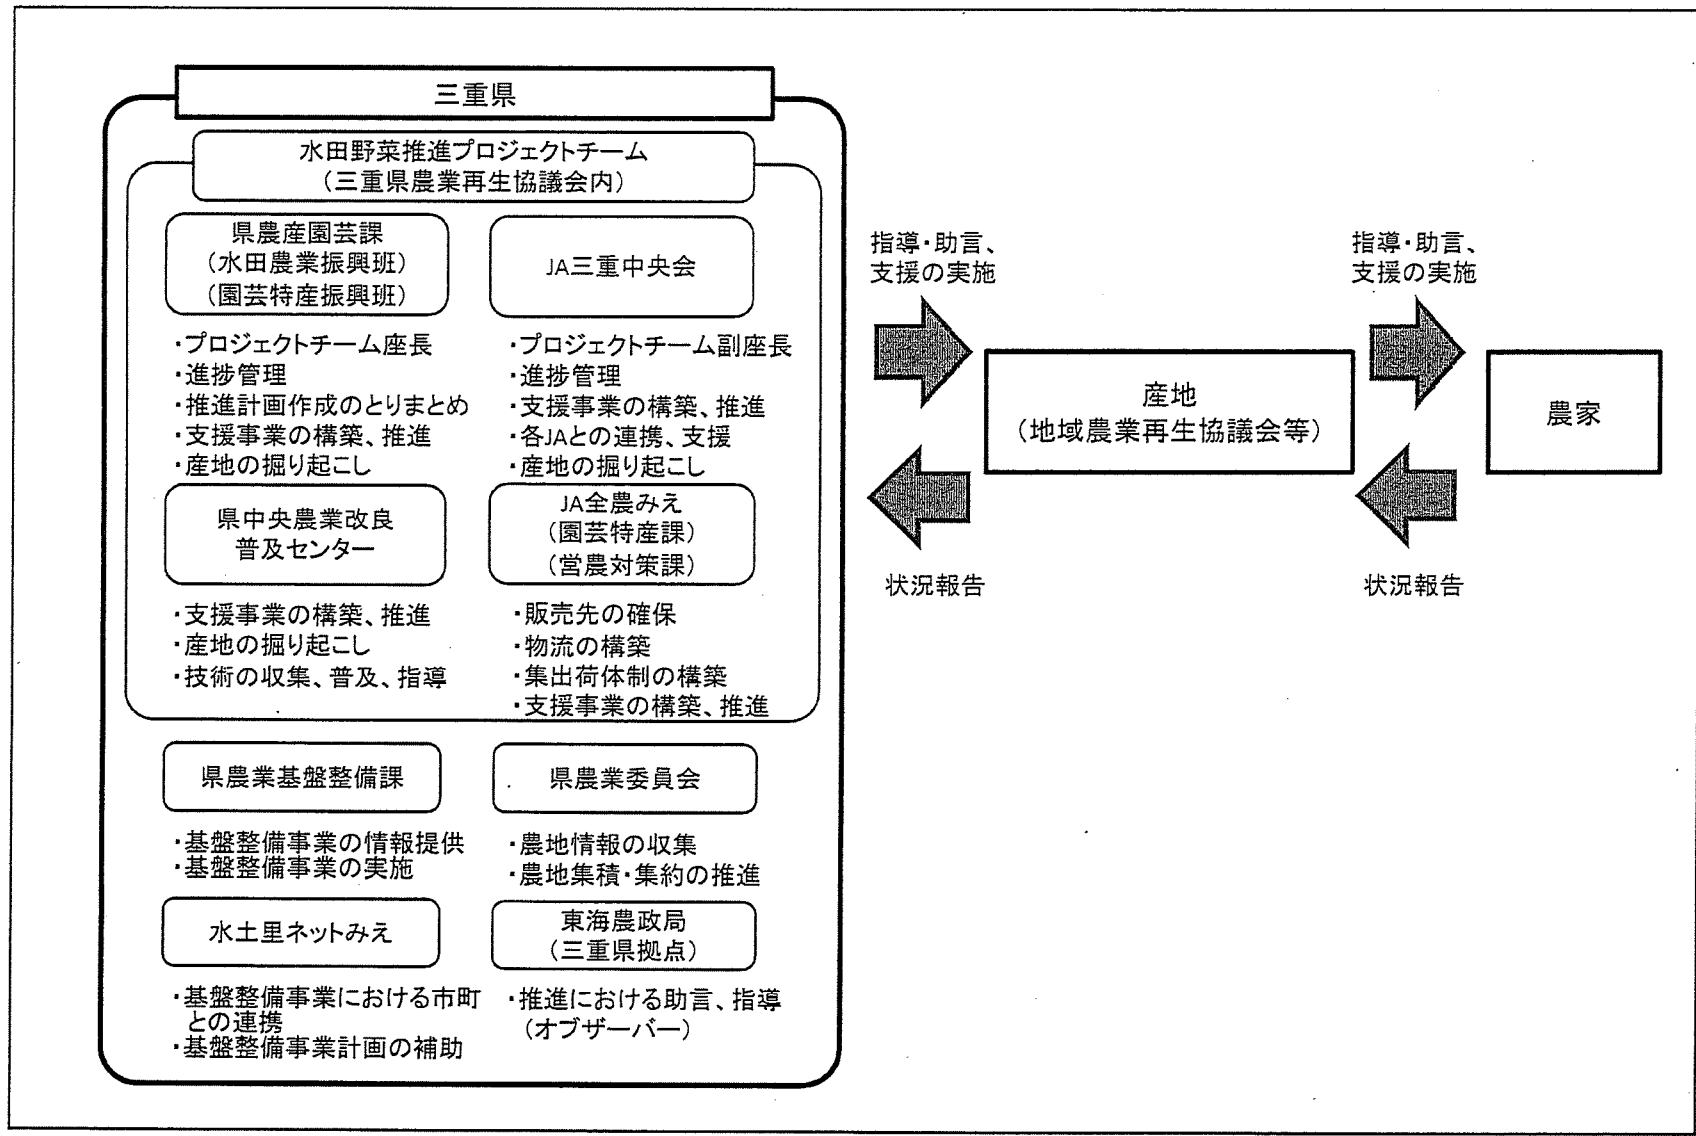 三重県
水田野菜推進プロジェクトチーム
（三重県農業再生協議会内）
県農産園芸課
（水田農業振興班）
（園芸特産振興班）
・プロジェクトチーム座長
・進捗管理
・推進計画作成のとりまとめ
・支援事業の構築、推進
・産地の掘り起こし
JA三重中央会
・プロジェクトチーム副座長
・進捗管理
・支援事業の構築、推進
・各JAとの連携、支援
・産地の掘り起こし
県中央農業改良
普及センター
・支援事業の構築、推進
・産地の掘り起こし
・技術の収集、普及、指導
JA全農みえ
（園芸特産課）
（営農対策課）
・販売先の確保
・物流の構築
・集出荷体制の構築
・支援事業の構築、推進
県農業基盤整備課
・基盤整備事業の情報提供
・基盤整備事業の実施
県農業委員会
・農地情報の収集
・農地集積・集約の推進
水土里ネットみえ
・基盤整備事業における市町
との連携
・基盤整備事業計画の補助
東海農政局
（三重県拠点）
・推進における助言、指導
（オブザーバー）
指導・助言、
支援の実施
状況報告
産地
（地域農業再生協議会等）
指導・助言、
支援の実施
状況報告
農家